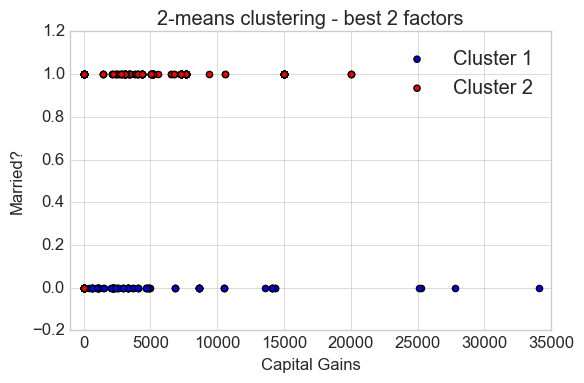 2-means clustering - best 2 factors
1.2
1.0
0.8
0.6
0.4
0.2
0.0
−0.2
Married?
Cluster 1
Cluster 2
0 5000 10000 15000 20000 25000 30000 35000
Capital Gains